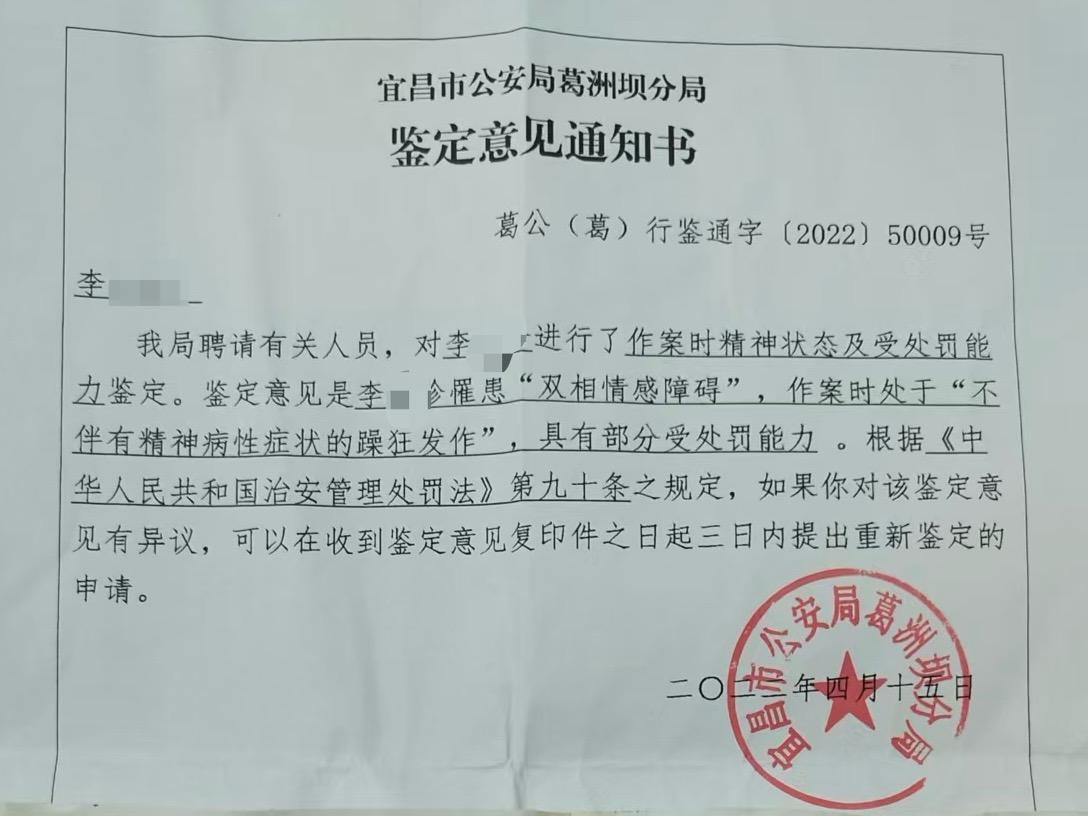 宜昌市公安局葛洲坝分局
鉴定意见通知书
葛公（葛）行鉴通字〔2022〕50009号
李
我局聘请有关人员，对李进行了作案时精神状态及受处罚能
力鉴定。鉴定意见是李罹患“双相情感障碍”，作案时处于“不
伴有精神病性症状的躁狂发作”，具有部分受处罚能力 。根据《中
华人民共和国治安管理处罚法》第九十条之规定，如果你对该鉴定意
见有异议，可以在收到鉴定意见复印件之日起三日内提出重新鉴定的
申请。
宜昌市公安局葛洲坝分局
二〇二二年四月十五日